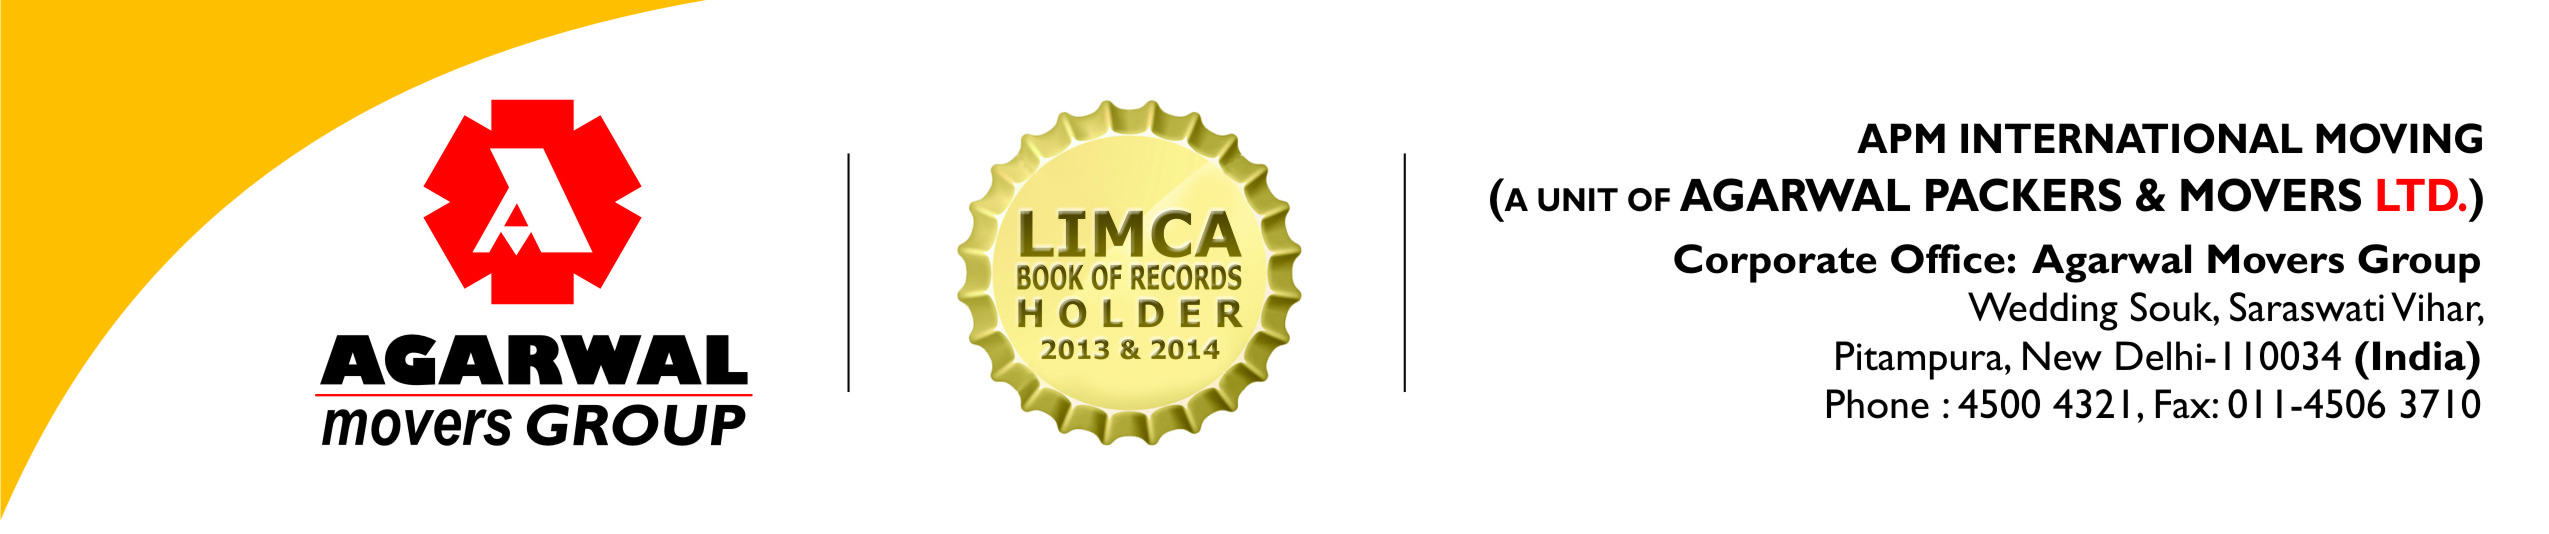 A
AGARWAL
movers GROUP
LIMCA
BOOK OF RECORDS
HOLDER
2013 & 2014
APM INTERNATIONAL MOVING
(A UNIT OF AGARWAL PACKERS & MOVERS LTD.)
Corporate Office: Agarwal Movers Group
Wedding Souk, Saraswati Vihar,
Pitampura, New Delhi-110034 (India)
Phone : 4500 4321, Fax: 011-4506 3710